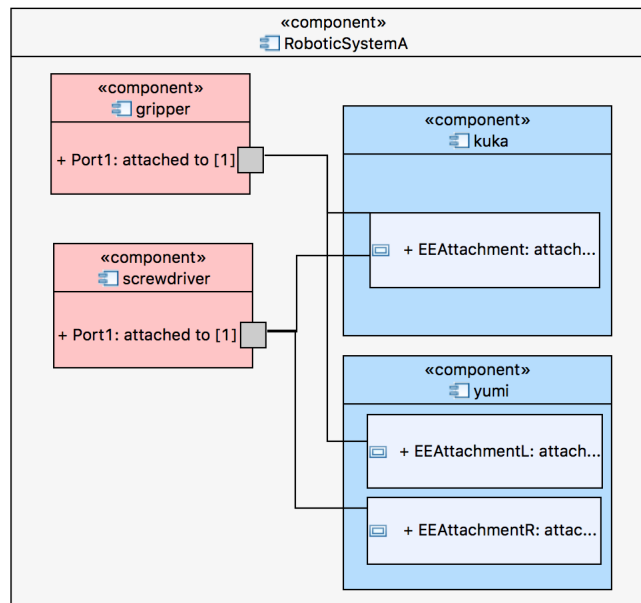 «component»
RoboticSystemA
«component»
gripper
+ Port1: attached to [1]
«component»
kuka
+ EEAttachment: attach...
«component»
screwdriver
+ Port1: attached to [1]
«component»
yumi
+ EEAttachmentL: attach...
+ EEAttachmentR: attac...